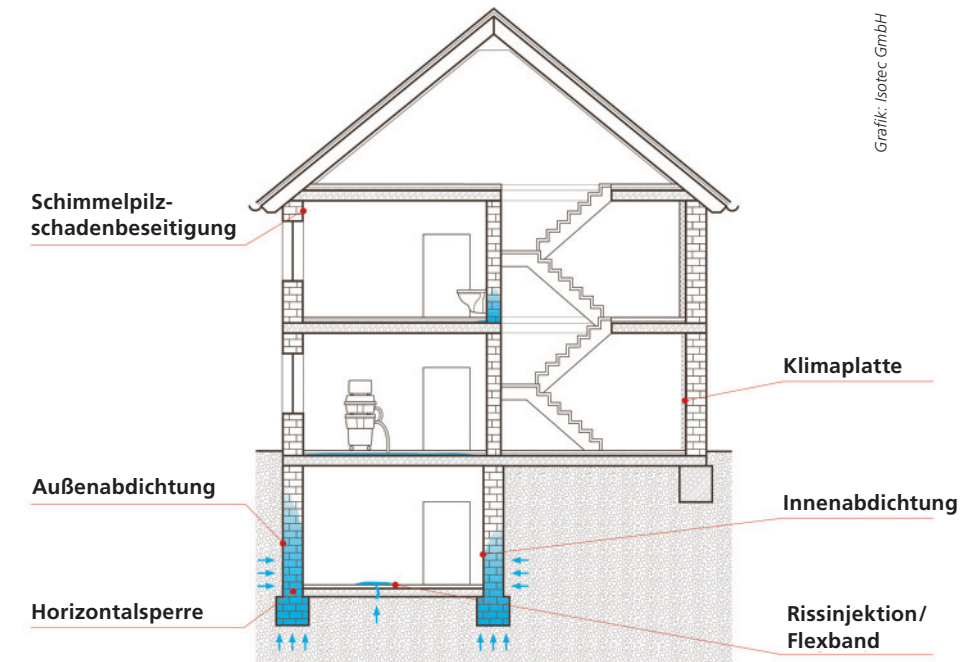 Grafik: Isotec GmbH
Schimmelpilz-
schadenbeseitigung
Klimaplatte
Außenabdichtung
Innenabdichtung
Horizontalsperre
Rissinjektion/
Flexband